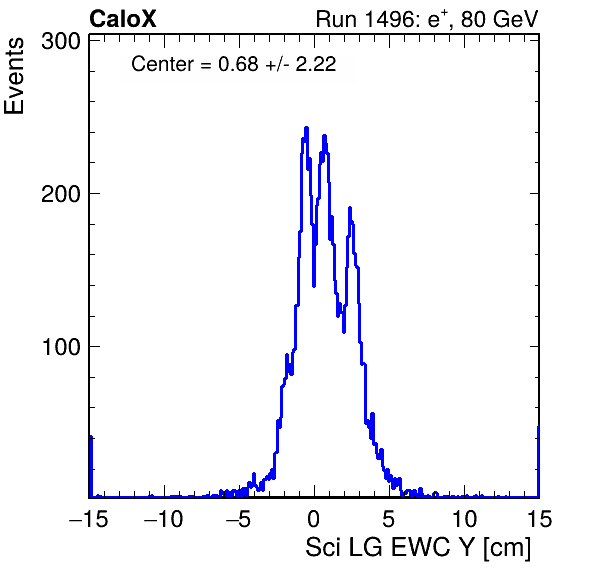 CaloX Run 1496: e⁺, 80 GeV
Center = 0.68 +/- 2.22
Events
300
200
100
−15 −10 −5 0 5 10 15
Sci LG EWC Y [cm]